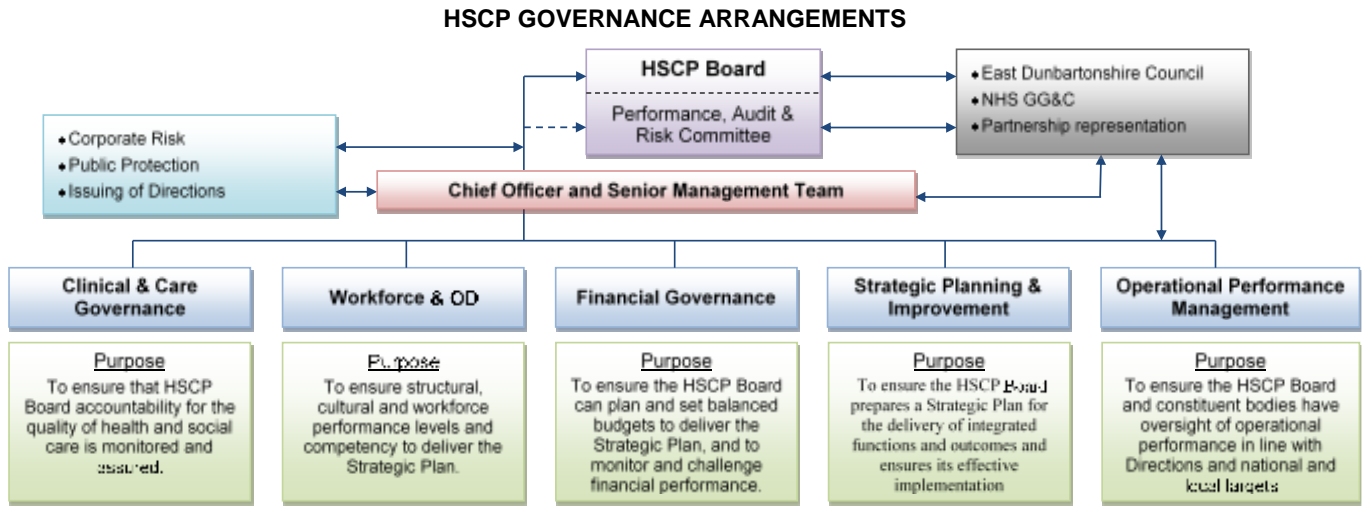 HSCP GOVERNANCE ARRANGEMENTS
HSCP Board
Performance, Audit &
Risk Committee
♦East Dunbartonshire Council
♦NHS GG&C
♦Partnership representation
♦Corporate Risk
♦Public Protection
♦Issuing of Directions
Chief Officer and Senior Management Team
Clinical & Care
Governance
Workforce & OD
Financial Governance
Strategic Planning &
Improvement
Operational Performance
Management
Purpose
To ensure that HSCP
Board accountability for the
quality of health and social
care is monitored and
assured.
Purpose
To ensure structural,
cultural and workforce
performance levels and
competency to deliver the
Strategic Plan.
Purpose
To ensure the HSCP Board
can plan and set balanced
budgets to deliver the
Strategic Plan, and to
monitor and challenge
financial performance.
Purpose
To ensure the HSCP Board
prepares a Strategic Plan for
the delivery of integrated
functions and outcomes and
ensures its effective
implementation
Purpose
To ensure the HSCP Board
and constituent bodies have
oversight of operational
performance in line with
Directions and national and
local targets